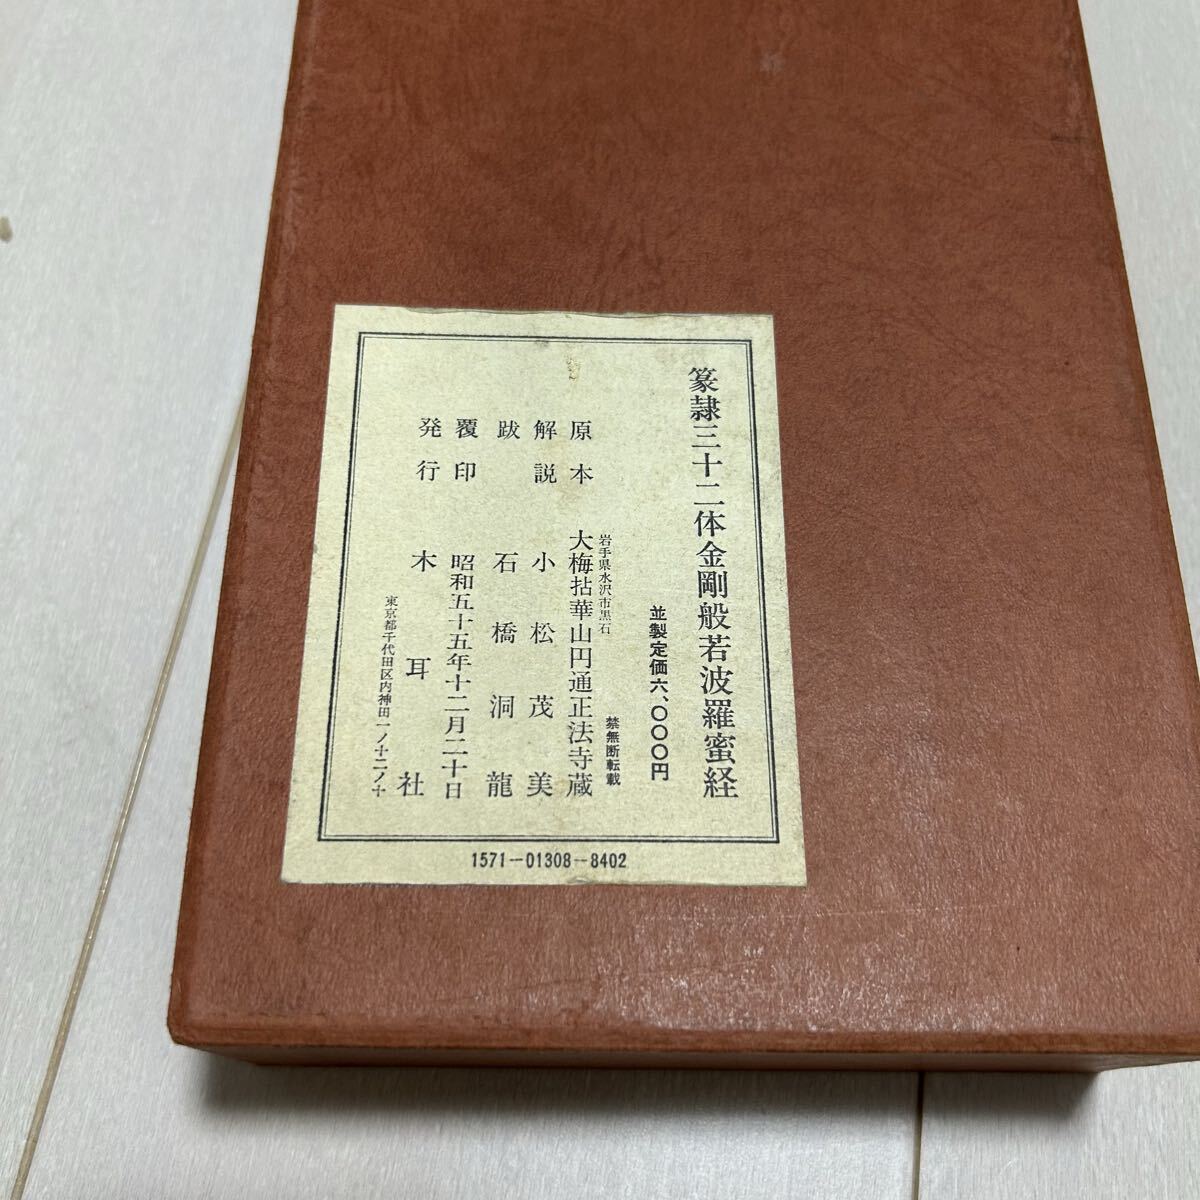 篆隷三十二体金剛般若波羅蜜経
並製定価六、〇〇〇円
禁無断転載
岩手県水沢市黒石
原本 大梅拈華山円通正法寺蔵
解説 小松茂美
跋 石橋洞龍
覆印 昭和五十五年十二月二十日
発行 木耳社
東京都千代田区内神田一ノ十二ノ十
1571-01308-8402